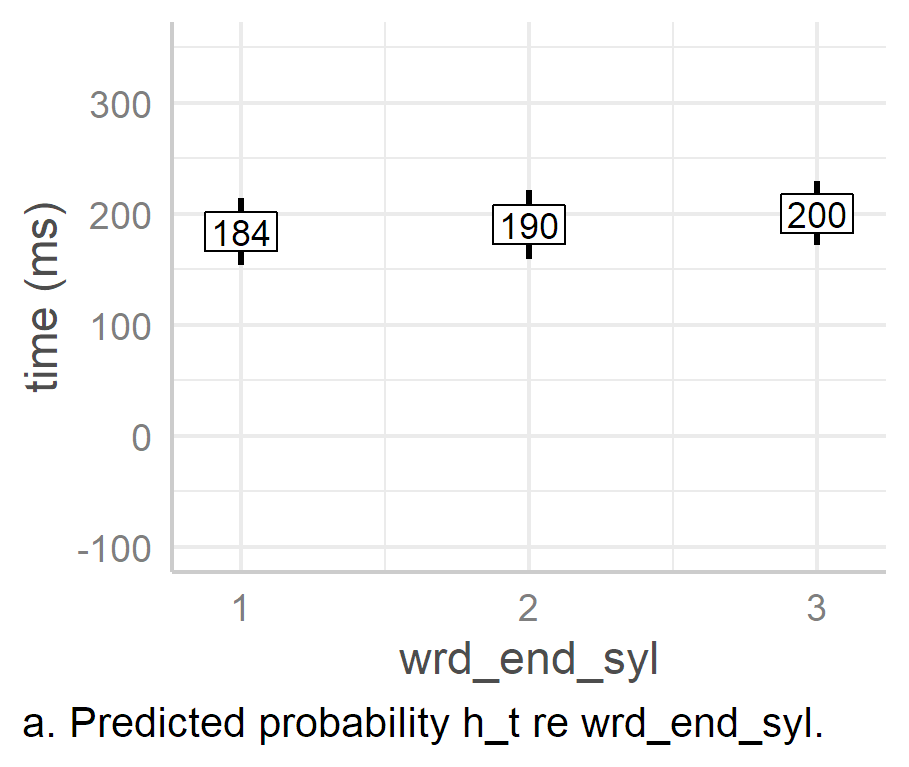 300
200
100
0
-100
time (ms)
184
190
200
1 2 3
wrd_end_syl
a. Predicted probability h_t re wrd_end_syl.